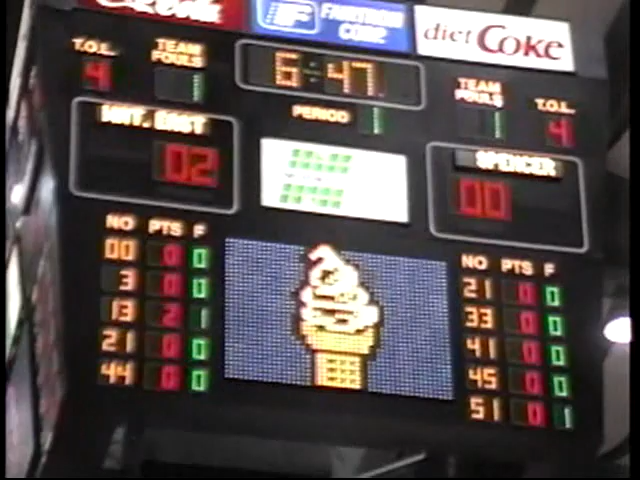 diet Coke
T.O.L.
4
TEAM FOULS
1
6:47
TEAM FOULS
1
T.O.L.
4
PERIOD 1
WAT. EAST
02
SPENCER
00
NO PTS F
00 0 0
3 0 0
13 2 1
21 0 0
44 0 0
NO PTS F
21 0 0
33 0 0
41 0 0
45 0 0
51 0 1